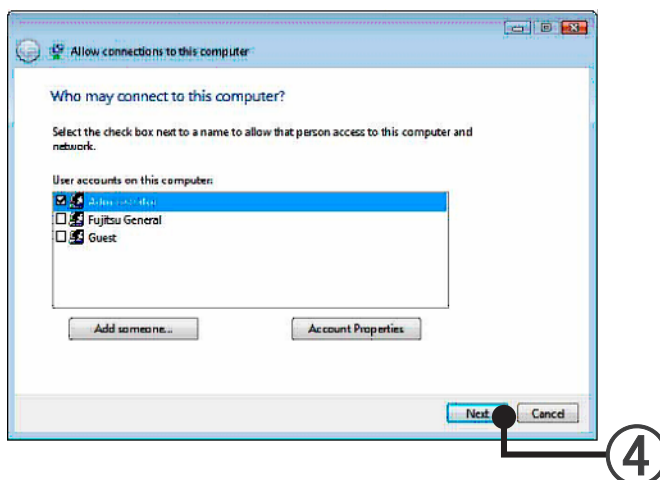 Allow connections to this computer
Who may connect to this computer?
Select the check box next to a name to allow that person access to this computer and
network.
User accounts on this computer:
Administrator
Fujitsu General
Guest
Add someone...
Account Properties
Next
Cancel
4